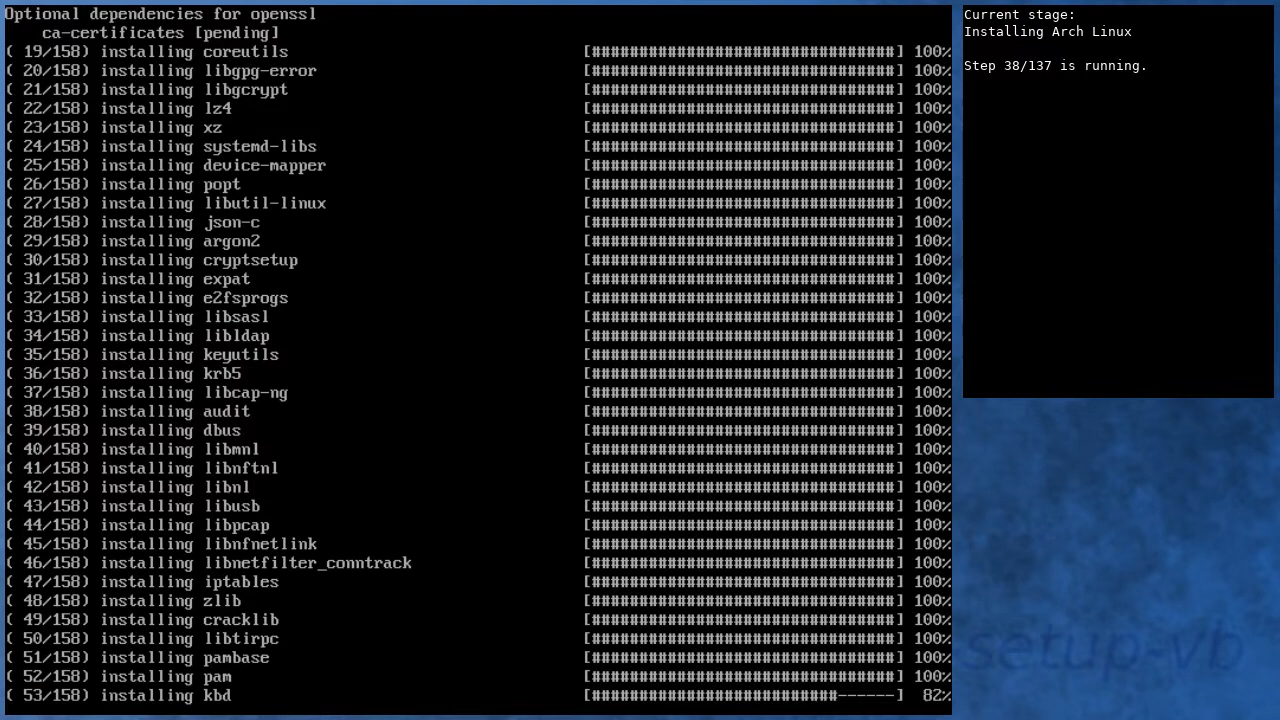 Optional dependencies for openssl
    ca-certificates [pending]
( 19/158) installing coreutils [################################] 100%
( 20/158) installing libgpg-error [################################] 100%
( 21/158) installing libgcrypt [################################] 100%
( 22/158) installing lz4 [################################] 100%
( 23/158) installing xz [################################] 100%
( 24/158) installing systemd-libs [################################] 100%
( 25/158) installing device-mapper [################################] 100%
( 26/158) installing popt [################################] 100%
( 27/158) installing libutil-linux [################################] 100%
( 28/158) installing json-c [################################] 100%
( 29/158) installing argon2 [################################] 100%
( 30/158) installing cryptsetup [################################] 100%
( 31/158) installing expat [################################] 100%
( 32/158) installing e2fsprogs [################################] 100%
( 33/158) installing libsasl [################################] 100%
( 34/158) installing libldap [################################] 100%
( 35/158) installing keyutils [################################] 100%
( 36/158) installing krb5 [################################] 100%
( 37/158) installing libcap-ng [################################] 100%
( 38/158) installing audit [################################] 100%
( 39/158) installing dbus [################################] 100%
( 40/158) installing libmnl [################################] 100%
( 41/158) installing libnftnl [################################] 100%
( 42/158) installing libnl [################################] 100%
( 43/158) installing libusb [################################] 100%
( 44/158) installing libpcap [################################] 100%
( 45/158) installing libnfnetlink [################################] 100%
( 46/158) installing libnetfilter_conntrack [################################] 100%
( 47/158) installing iptables [################################] 100%
( 48/158) installing zlib [################################] 100%
( 49/158) installing cracklib [################################] 100%
( 50/158) installing libtirpc [################################] 100%
( 51/158) installing pambase [################################] 100%
( 52/158) installing pam [################################] 100%
( 53/158) installing kbd [##########################------] 82%
Current stage:
Installing Arch Linux
Step 38/137 is running.
setup-vb